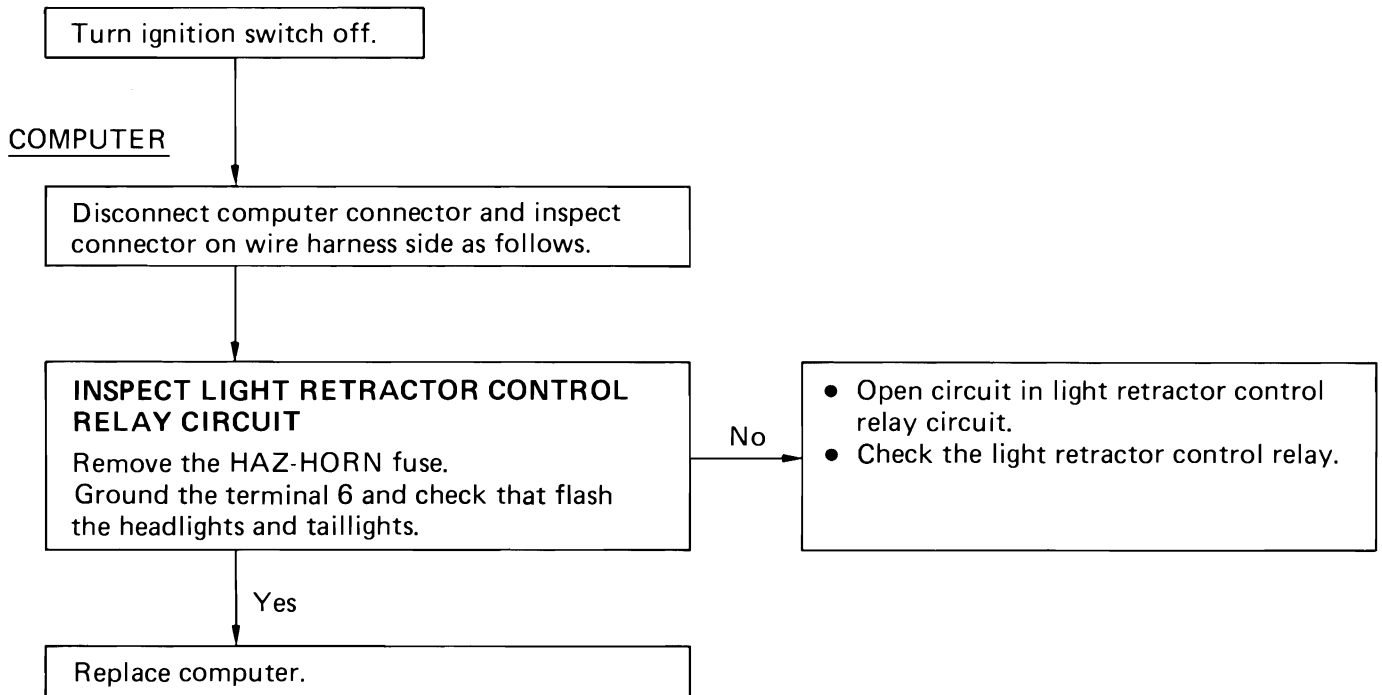 Turn ignition switch off.
COMPUTER
Disconnect computer connector and inspect
connector on wire harness side as follows.
INSPECT LIGHT RETRACTOR CONTROL
RELAY CIRCUIT
Remove the HAZ-HORN fuse.
Ground the terminal 6 and check that flash
the headlights and taillights.
No
● Open circuit in light retractor control
relay circuit.
● Check the light retractor control relay.
Yes
Replace computer.